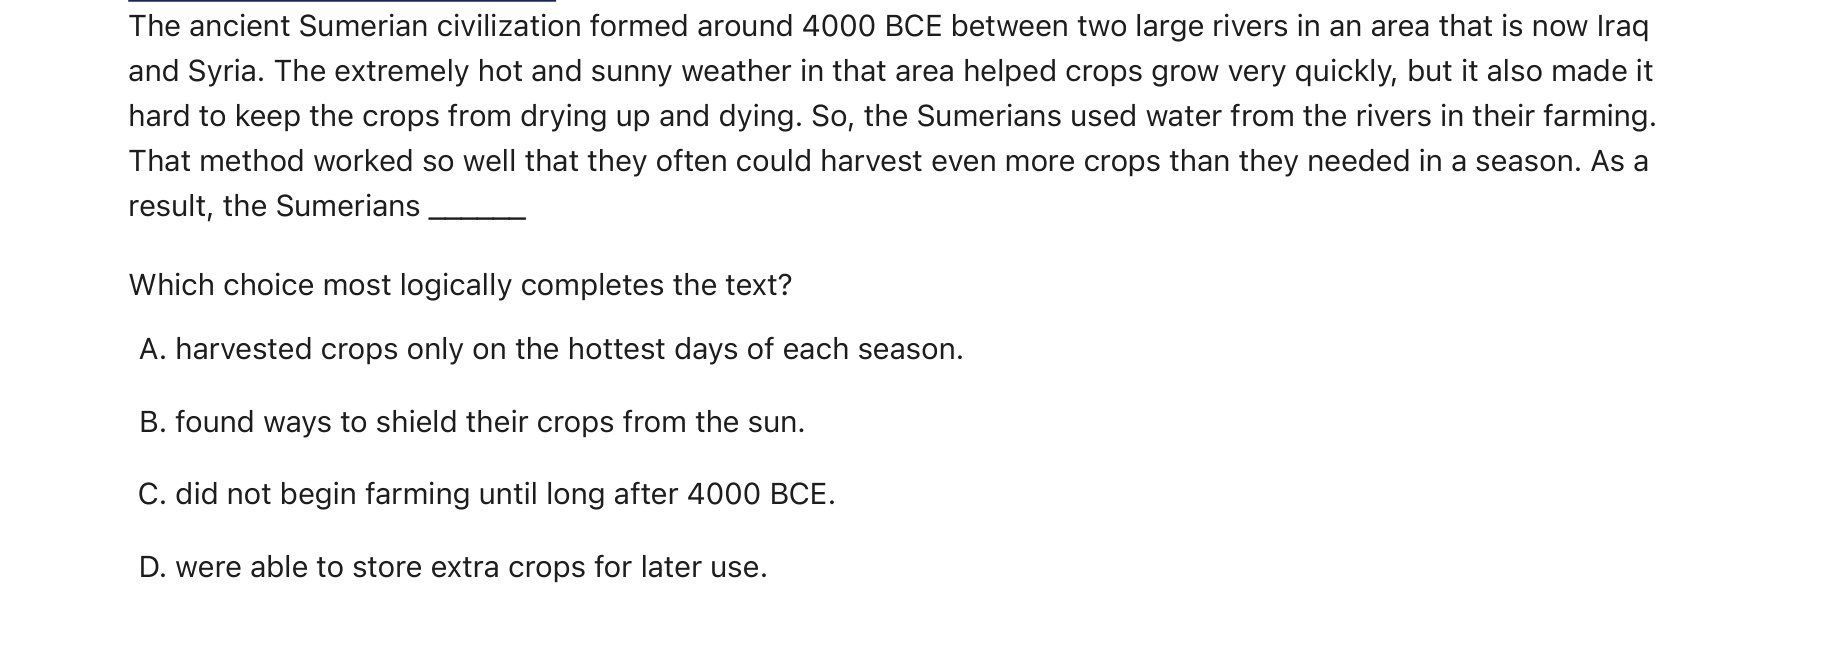 The ancient Sumerian civilization formed around 4000 BCE between two large rivers in an area that is now Iraq
and Syria. The extremely hot and sunny weather in that area helped crops grow very quickly, but it also made it
hard to keep the crops from drying up and dying. So, the Sumerians used water from the rivers in their farming.
That method worked so well that they often could harvest even more crops than they needed in a season. As a
result, the Sumerians ______
Which choice most logically completes the text?
A. harvested crops only on the hottest days of each season.
B. found ways to shield their crops from the sun.
C. did not begin farming until long after 4000 BCE.
D. were able to store extra crops for later use.